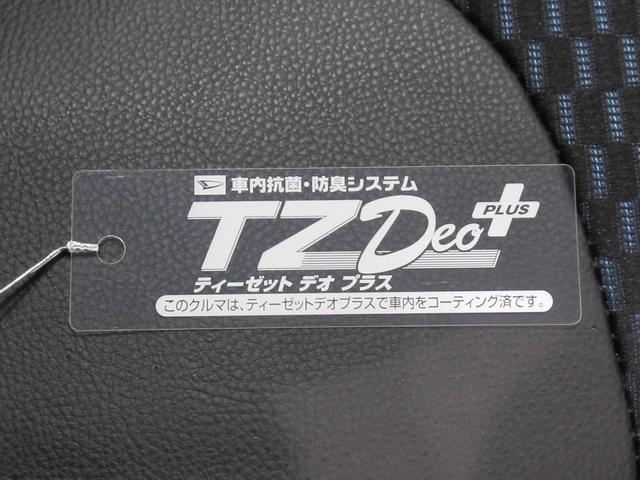 車内抗菌・防臭システム
TZ Deo PLUS
ティーゼット デオ プラス
このクルマは、ティーゼットデオプラスで車内をコーティング済です。